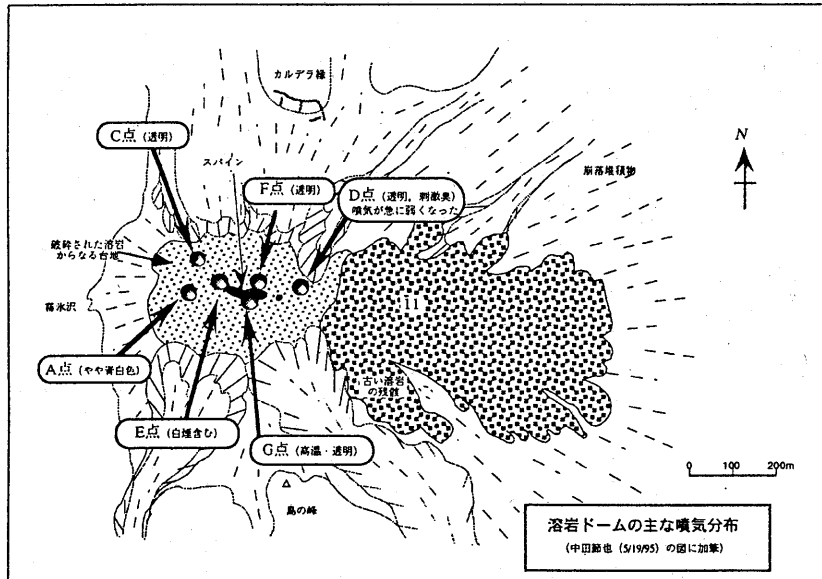 カルデラ縁
N
C点 (透明)
スパイン
F点 (透明)
D点 (透明, 刺激臭)
噴気が急に弱くなった
崩落堆積物
破砕された溶岩
からなる台地
霧氷沢
11
A点 (やや青白色)
古い溶岩
の残骸
E点 (白煙含む)
G点 (高温・透明)
島の峰
0 100 200m
溶岩ドームの主な噴気分布
(中田節也 (5/19/95) の図に加筆)